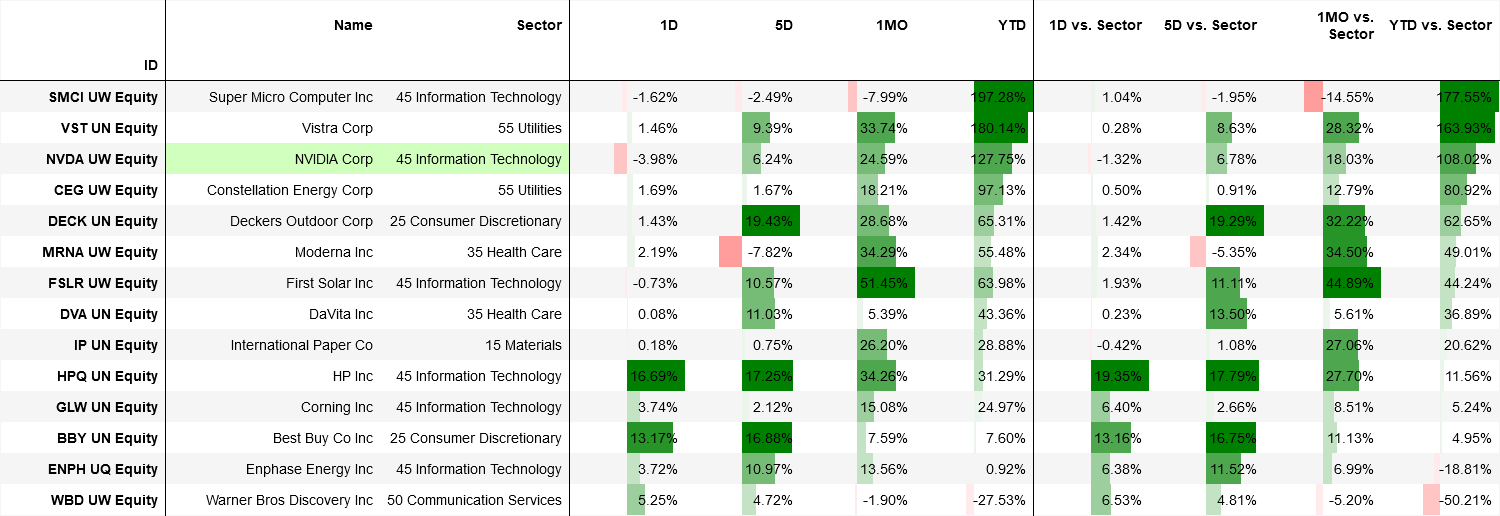 ID Name Sector 1D 5D 1MO YTD 1D vs. Sector 5D vs. Sector 1MO vs. Sector YTD vs. Sector
SMCI UW Equity Super Micro Computer Inc 45 Information Technology -1.62% -2.49% -7.99% 197.28% 1.04% -1.95% -14.55% 177.55%
VST UN Equity Vistra Corp 55 Utilities 1.46% 9.39% 33.74% 180.14% 0.28% 8.63% 28.32% 163.93%
NVDA UW Equity NVIDIA Corp 45 Information Technology -3.98% 6.24% 24.59% 127.75% -1.32% 6.78% 18.03% 108.02%
CEG UW Equity Constellation Energy Corp 55 Utilities 1.69% 1.67% 18.21% 97.13% 0.50% 0.91% 12.79% 80.92%
DECK UN Equity Deckers Outdoor Corp 25 Consumer Discretionary 1.43% 19.43% 28.68% 65.31% 1.42% 19.29% 32.22% 62.65%
MRNA UW Equity Moderna Inc 35 Health Care 2.19% -7.82% 34.29% 55.48% 2.34% -5.35% 34.50% 49.01%
FSLR UW Equity First Solar Inc 45 Information Technology -0.73% 10.57% 51.45% 63.98% 1.93% 11.11% 44.89% 44.24%
DVA UN Equity DaVita Inc 35 Health Care 0.08% 11.03% 5.39% 43.36% 0.23% 13.50% 5.61% 36.89%
IP UN Equity International Paper Co 15 Materials 0.18% 0.75% 26.20% 28.88% -0.42% 1.08% 27.06% 20.62%
HPQ UN Equity HP Inc 45 Information Technology 16.69% 17.25% 34.26% 31.29% 19.35% 17.79% 27.70% 11.56%
GLW UN Equity Corning Inc 45 Information Technology 3.74% 2.12% 15.08% 24.97% 6.40% 2.66% 8.51% 5.24%
BBY UN Equity Best Buy Co Inc 25 Consumer Discretionary 13.17% 16.88% 7.59% 7.60% 13.16% 16.75% 11.13% 4.95%
ENPH UQ Equity Enphase Energy Inc 45 Information Technology 3.72% 10.97% 13.56% 0.92% 6.38% 11.52% 6.99% -18.81%
WBD UW Equity Warner Bros Discovery Inc 50 Communication Services 5.25% 4.72% -1.90% -27.53% 6.53% 4.81% -5.20% -50.21%